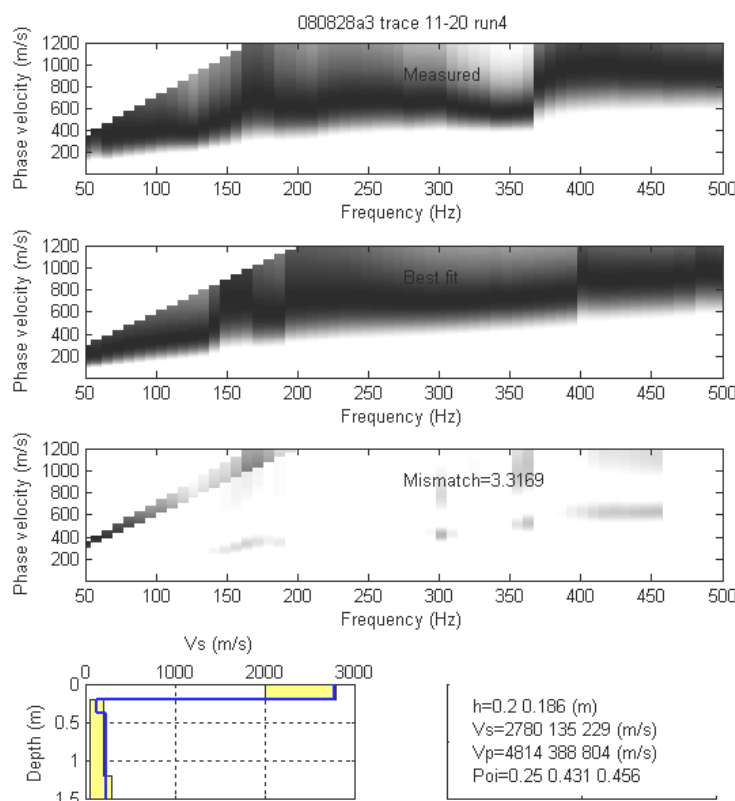 080828a3 trace 11-20 run4
1200
1000
800
600
400
200
Phase velocity (m/s)
Measured
50 100 150 200 250 300 350 400 450 500
Frequency (Hz)
1200
1000
800
600
400
200
Phase velocity (m/s)
Best fit
50 100 150 200 250 300 350 400 450 500
Frequency (Hz)
1200
1000
800
600
400
200
Phase velocity (m/s)
Mismatch=3.3169
50 100 150 200 250 300 350 400 450 500
Frequency (Hz)
Vs (m/s)
0 1000 2000 3000
0
0.5
1
1.5
Depth (m)
h=0.2 0.186 (m)
Vs=2780 135 229 (m/s)
Vp=4814 388 804 (m/s)
Poi=0.25 0.431 0.456